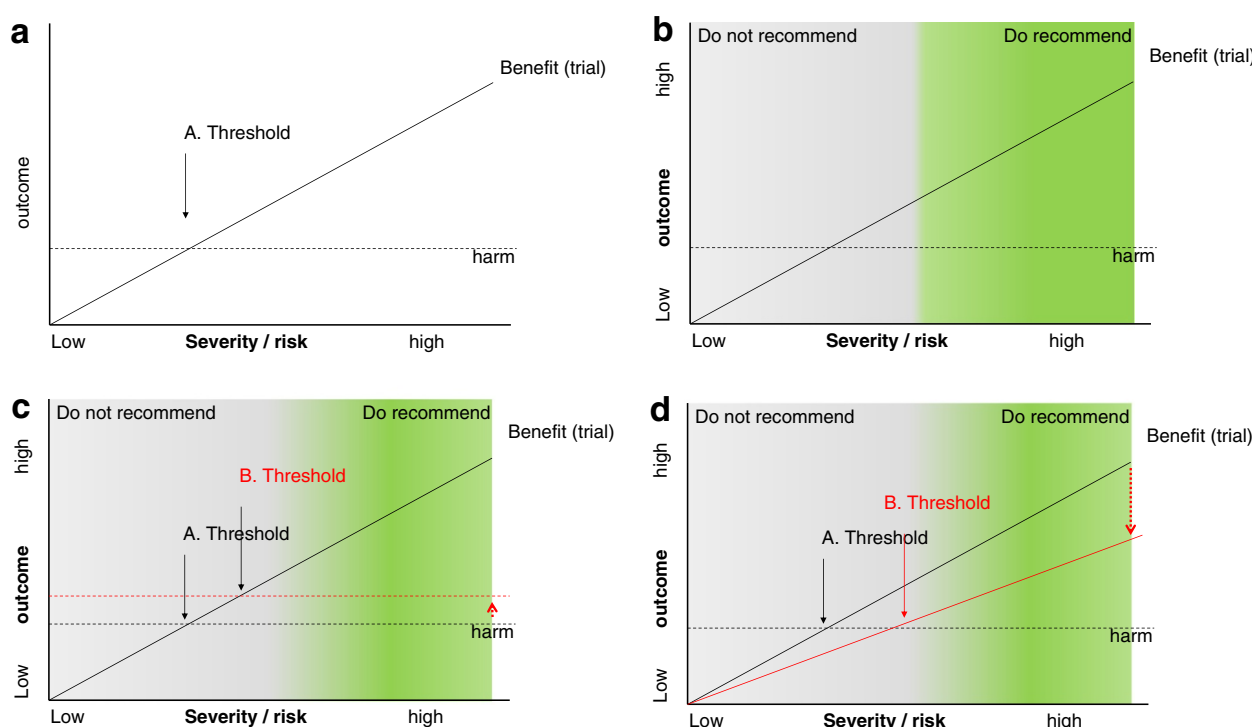 a
Benefit (trial)
A. Threshold
outcome
harm
Low Severity / risk high
b
Do not recommend Do recommend
Benefit (trial)
high
outcome
Low
harm
Low Severity / risk high
c
Do not recommend Do recommend
Benefit (trial)
high
B. Threshold
A. Threshold
outcome
harm
Low
Low Severity / risk high
d
Do not recommend Do recommend
Benefit (trial)
high
B. Threshold
A. Threshold
outcome
harm
Low
Low Severity / risk high